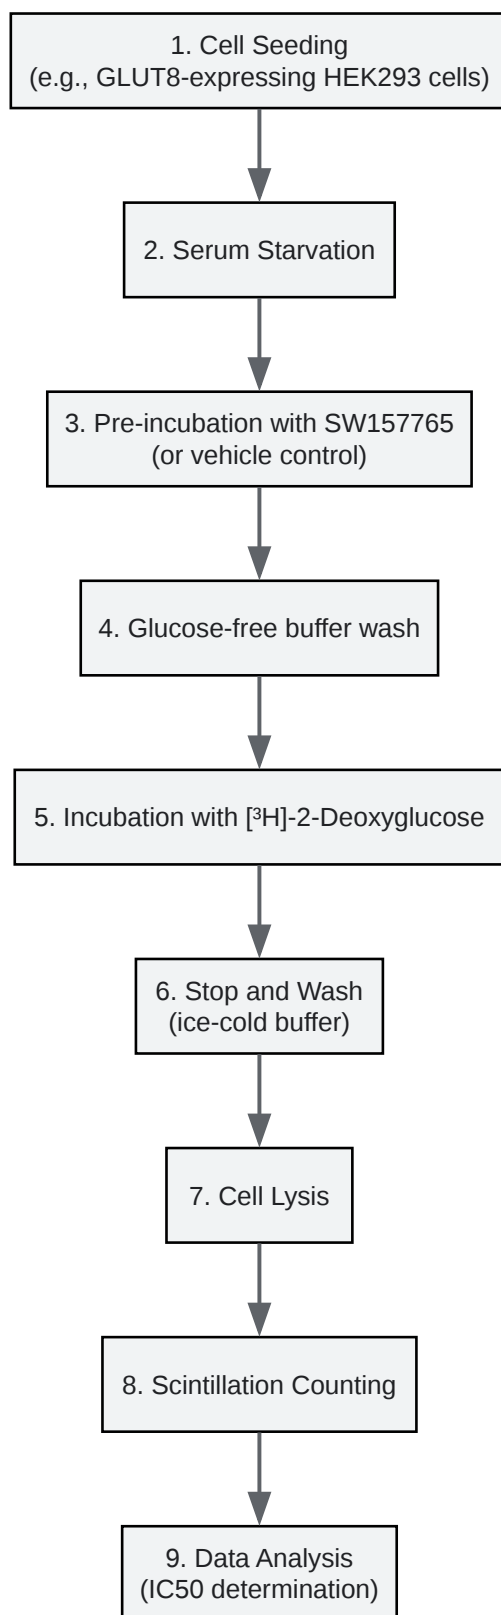 1. Cell Seeding
(e.g., GLUT8-expressing HEK293 cells)
2. Serum Starvation
3. Pre-incubation with SW157765
(or vehicle control)
4. Glucose-free buffer wash
5. Incubation with [³H]-2-Deoxyglucose
6. Stop and Wash
(ice-cold buffer)
7. Cell Lysis
8. Scintillation Counting
9. Data Analysis
(IC50 determination)